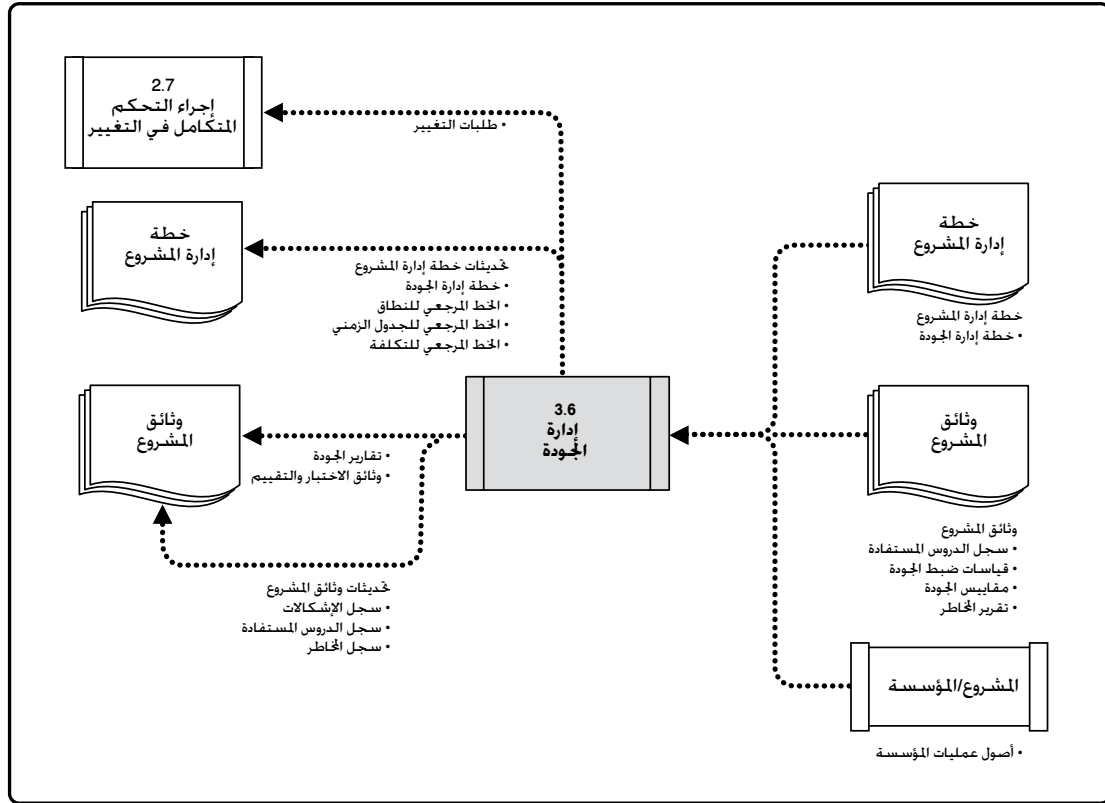 خطة
إدارة المشروع
خطة إدارة المشروع
• خطة إدارة الجودة
وثائق
المشروع
وثائق المشروع
• سجل الدروس المستفادة
• قياسات ضبط الجودة
• مقاييس الجودة
• تقرير المخاطر
المشروع/المؤسسة
• أصول عمليات المؤسسة
3.6
إدارة
الجودة
2.7
إجراء التحكم
المتكامل في التغيير
• طلبات التغيير
خطة
إدارة المشروع
تحديثات خطة إدارة المشروع
• خطة إدارة الجودة
• الخط المرجعي للنطاق
• الخط المرجعي للجدول الزمني
• الخط المرجعي للتكلفة
وثائق
المشروع
• تقارير الجودة
• وثائق الاختبار والتقييم
تحديثات وثائق المشروع
• سجل الإشكالات
• سجل الدروس المستفادة
• سجل المخاطر